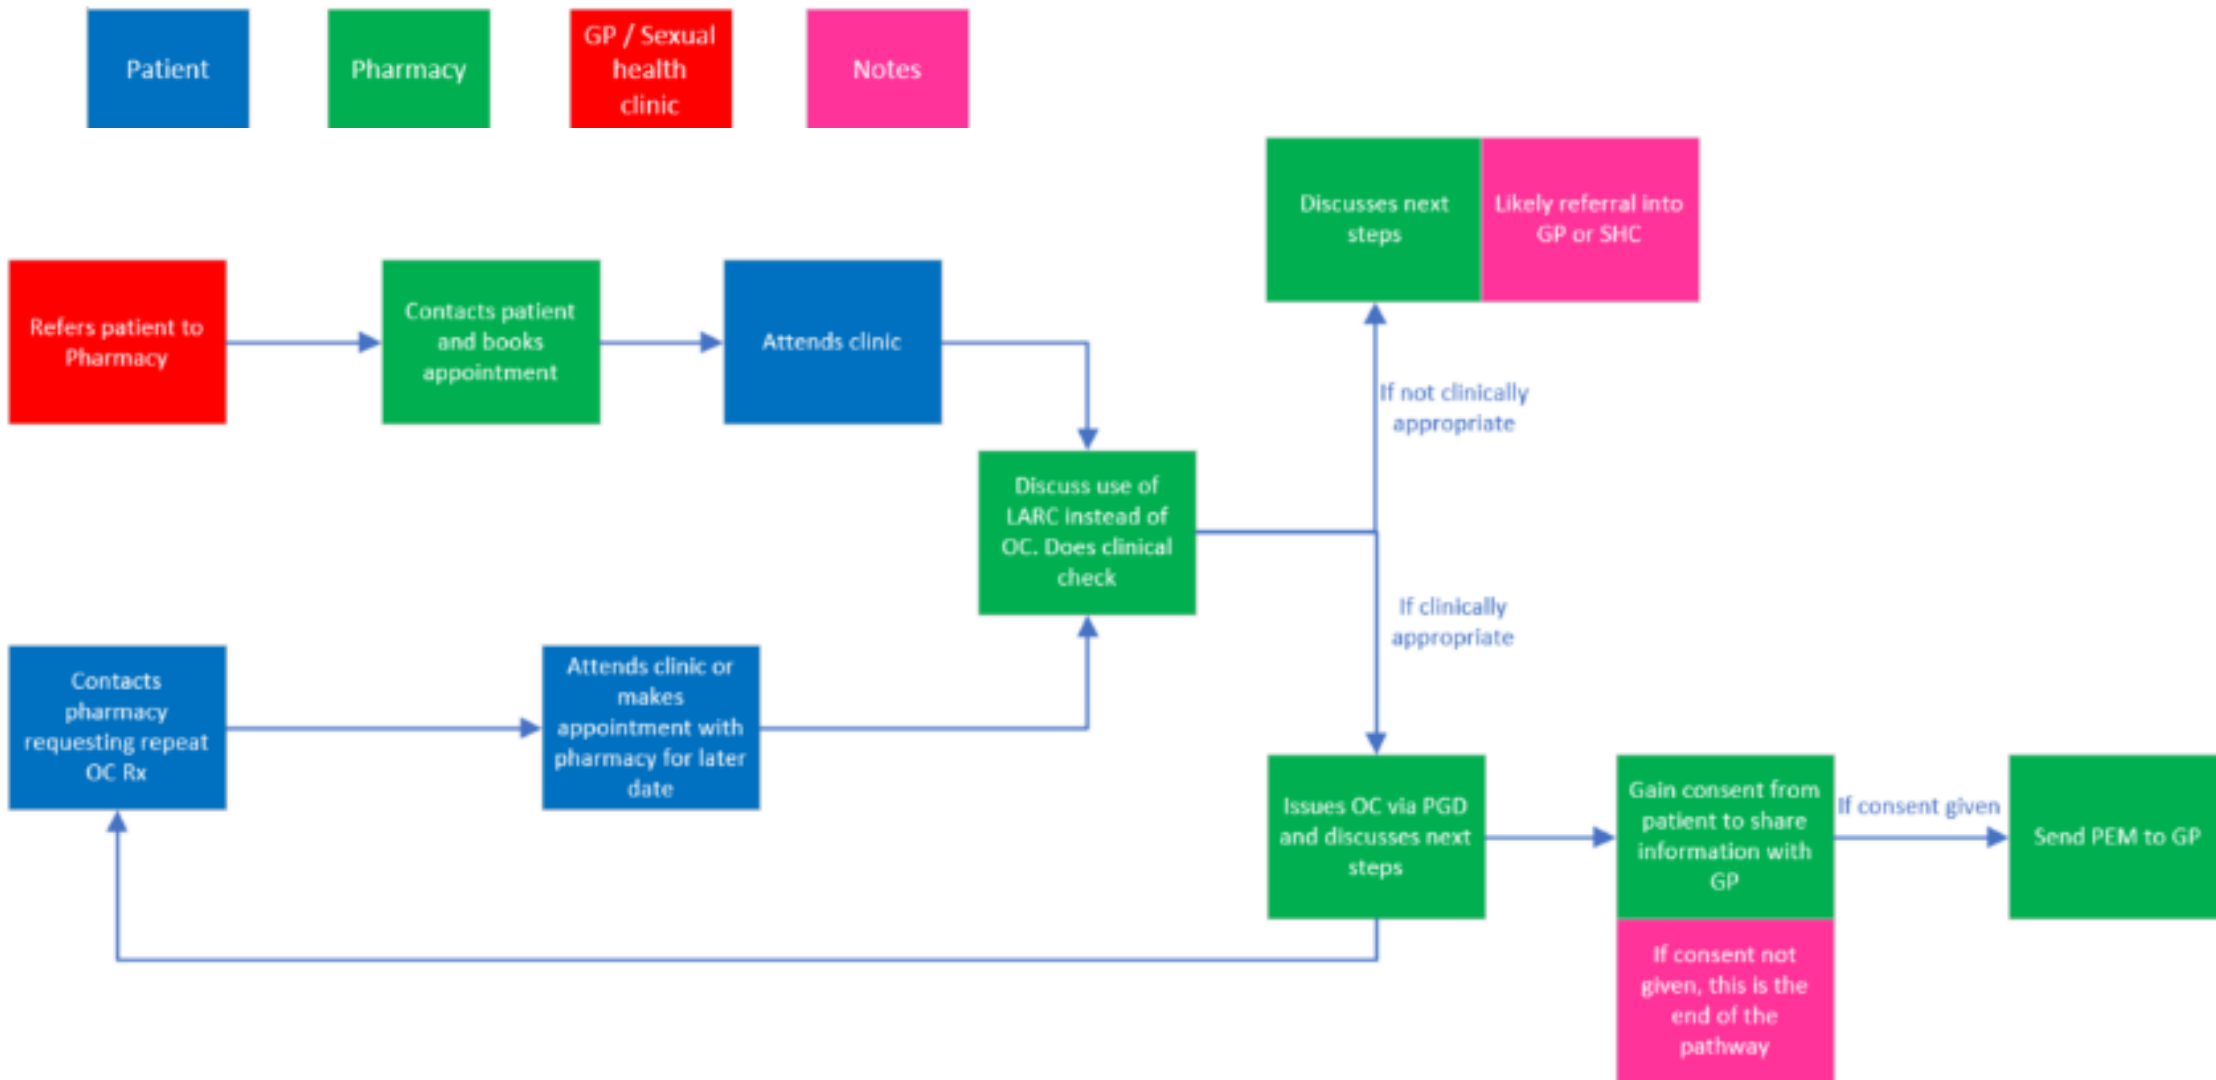 Patient
Pharmacy
GP / Sexual
health
clinic
Notes
Discusses next
steps
Likely referral into
GP or SHC
Refers patient to
Pharmacy
Contacts patient
and books
appointment
Attends clinic
If not clinically
appropriate
Discuss use of
LARC instead of
OC. Does clinical
check
If clinically
appropriate
Contacts
pharmacy
requesting repeat
OC Rx
Attends clinic or
makes
appointment with
pharmacy for later
date
Issues OC via PGD
and discusses next
steps
Gain consent from
patient to share
information with
GP
If consent given
Send PEM to GP
If consent not
given, this is the
end of the
pathway